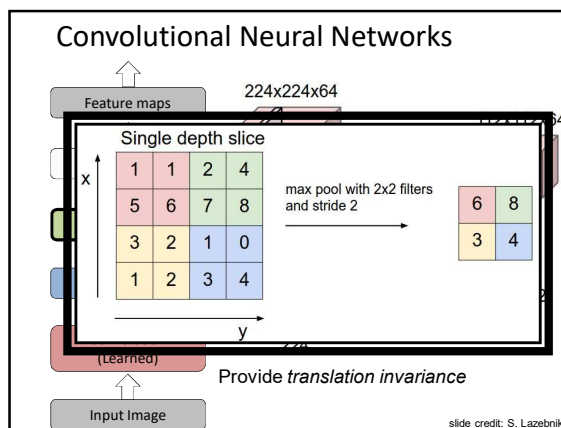 Convolutional Neural Networks
Feature maps
224x224x64
Single depth slice
x
1 1 2 4
5 6 7 8
3 2 1 0
1 2 3 4
y
max pool with 2x2 filters
and stride 2
6 8
3 4
(Learned)
Provide translation invariance
Input Image
slide credit: S. Lazebnik